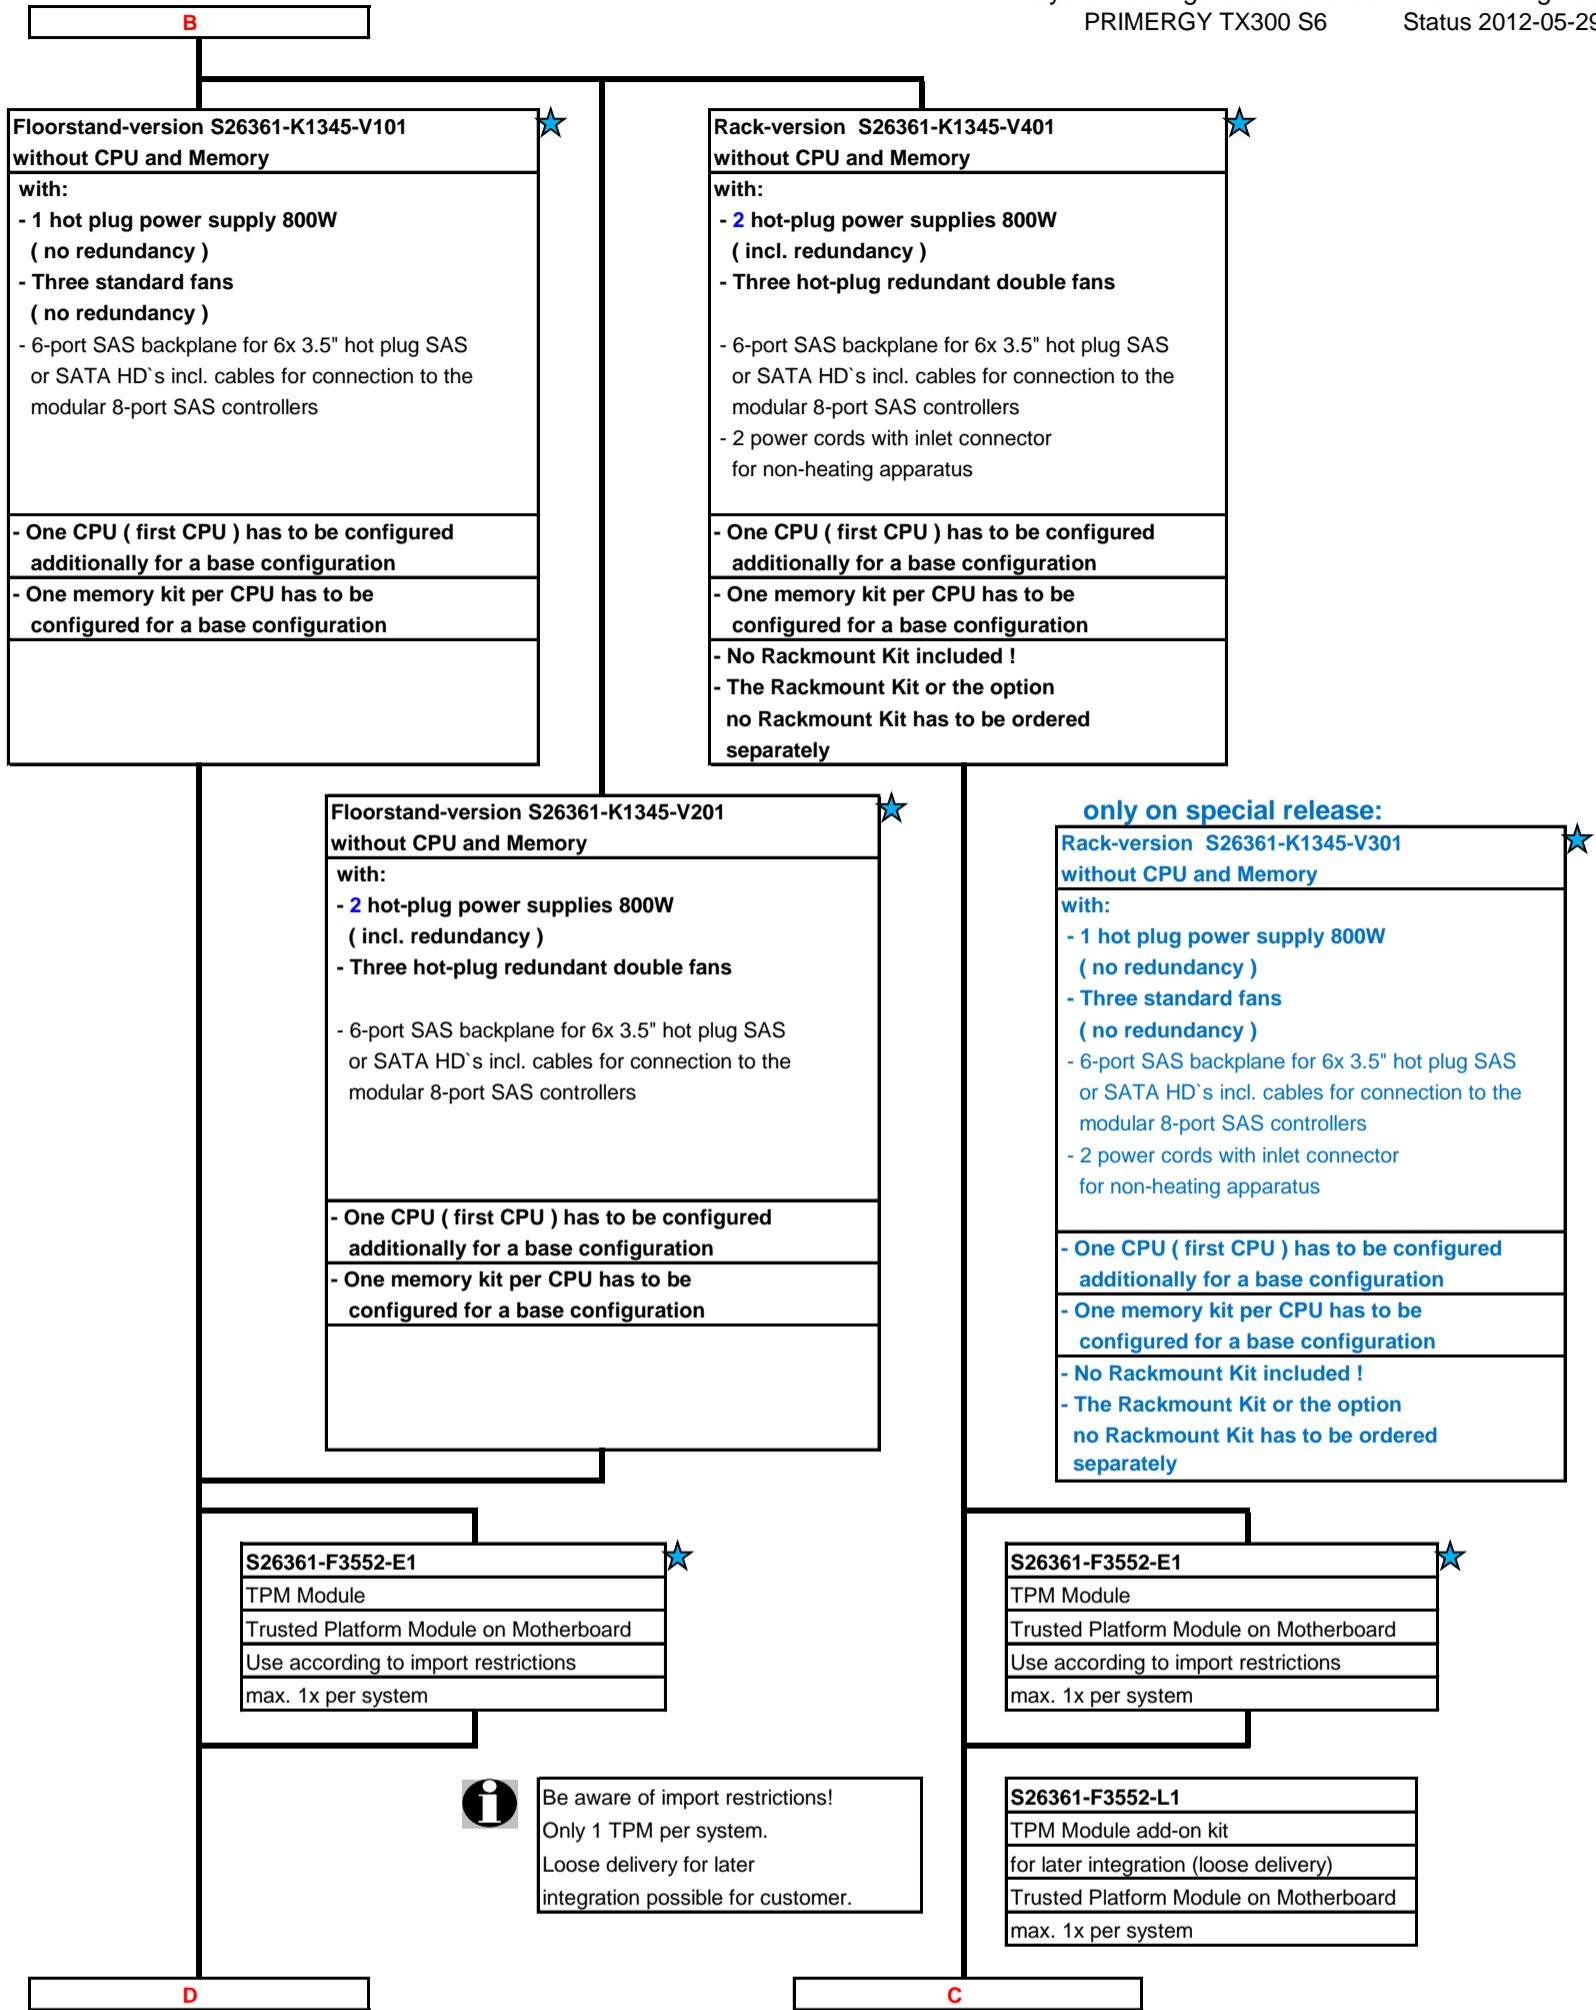 B
PRIMERGY TX300 S6 Status 2012-05-29
Floorstand-version S26361-K1345-V101
without CPU and Memory
with:
- 1 hot plug power supply 800W
( no redundancy )
- Three standard fans
( no redundancy )
- 6-port SAS backplane for 6x 3.5" hot plug SAS
or SATA HD`s incl. cables for connection to the
modular 8-port SAS controllers
- One CPU ( first CPU ) has to be configured
additionally for a base configuration
- One memory kit per CPU has to be
configured for a base configuration
Rack-version S26361-K1345-V401
without CPU and Memory
with:
- 2 hot-plug power supplies 800W
( incl. redundancy )
- Three hot-plug redundant double fans
- 6-port SAS backplane for 6x 3.5" hot plug SAS
or SATA HD`s incl. cables for connection to the
modular 8-port SAS controllers
- 2 power cords with inlet connector
for non-heating apparatus
- One CPU ( first CPU ) has to be configured
additionally for a base configuration
- One memory kit per CPU has to be
configured for a base configuration
- No Rackmount Kit included !
- The Rackmount Kit or the option
no Rackmount Kit has to be ordered
separately
Floorstand-version S26361-K1345-V201
without CPU and Memory
with:
- 2 hot-plug power supplies 800W
( incl. redundancy )
- Three hot-plug redundant double fans
- 6-port SAS backplane for 6x 3.5" hot plug SAS
or SATA HD`s incl. cables for connection to the
modular 8-port SAS controllers
- One CPU ( first CPU ) has to be configured
additionally for a base configuration
- One memory kit per CPU has to be
configured for a base configuration
only on special release:
Rack-version S26361-K1345-V301
without CPU and Memory
with:
- 1 hot plug power supply 800W
( no redundancy )
- Three standard fans
( no redundancy )
- 6-port SAS backplane for 6x 3.5" hot plug SAS
or SATA HD`s incl. cables for connection to the
modular 8-port SAS controllers
- 2 power cords with inlet connector
for non-heating apparatus
- One CPU ( first CPU ) has to be configured
additionally for a base configuration
- One memory kit per CPU has to be
configured for a base configuration
- No Rackmount Kit included !
- The Rackmount Kit or the option
no Rackmount Kit has to be ordered
separately
S26361-F3552-E1
TPM Module
Trusted Platform Module on Motherboard
Use according to import restrictions
max. 1x per system
S26361-F3552-E1
TPM Module
Trusted Platform Module on Motherboard
Use according to import restrictions
max. 1x per system
Be aware of import restrictions!
Only 1 TPM per system.
Loose delivery for later
integration possible for customer.
S26361-F3552-L1
TPM Module add-on kit
for later integration (loose delivery)
Trusted Platform Module on Motherboard
max. 1x per system
D
C